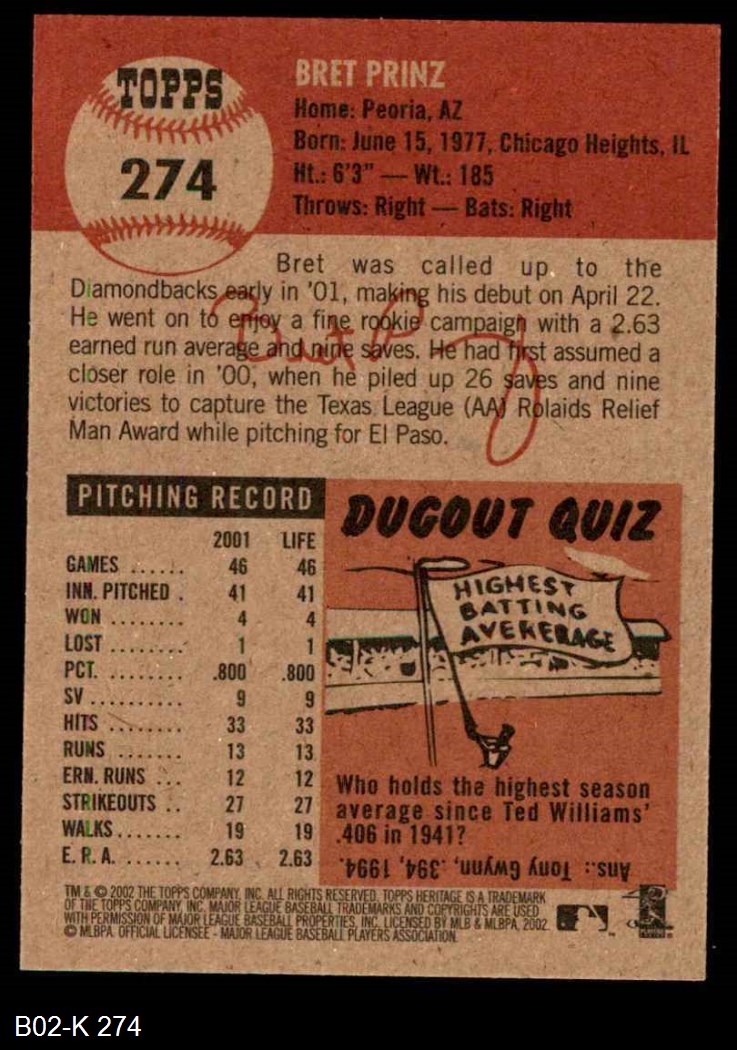 TOPPS
274
BRET PRINZ
Home: Peoria, AZ
Born: June 15, 1977, Chicago Heights, IL
Ht.: 6'3" — Wt.: 185
Throws: Right — Bats: Right
Bret was called up to the
Diamondbacks early in '01, making his debut on April 22.
He went on to enjoy a fine rookie campaign with a 2.63
earned run average and nine saves. He had first assumed a
closer role in '00, when he piled up 26 saves and nine
victories to capture the Texas League (AA) Rolaids Relief
Man Award while pitching for El Paso.
PITCHING RECORD
2001 LIFE
GAMES ...... 46 46
INN. PITCHED . 41 41
WON ........ 4 4
LOST ........ 1 1
PCT. ........ .800 .800
SV .......... 9 9
HITS ........ 33 33
RUNS ....... 13 13
ERN. RUNS ... 12 12
STRIKEOUTS .. 27 27
WALKS....... 19 19
E. R. A. ...... 2.63 2.63
DUGOUT QUIZ
HIGHEST
BATTING
AVEKERAGE
Who holds the highest season
average since Ted Williams'
.406 in 1941?
Ans.: Tony Gwynn, .394, 1994.
TM & © 2002 THE TOPPS COMPANY, INC. ALL RIGHTS RESERVED. TOPPS HERITAGE IS A TRADEMARK
OF THE TOPPS COMPANY, INC. MAJOR LEAGUE BASEBALL TRADEMARKS AND COPYRIGHTS ARE USED
WITH PERMISSION OF MAJOR LEAGUE BASEBALL PROPERTIES, INC. LICENSED BY MLB & MLBPA, 2002.
© MLBPA. OFFICIAL LICENSEE - MAJOR LEAGUE BASEBALL PLAYERS ASSOCIATION.
B02-K 274